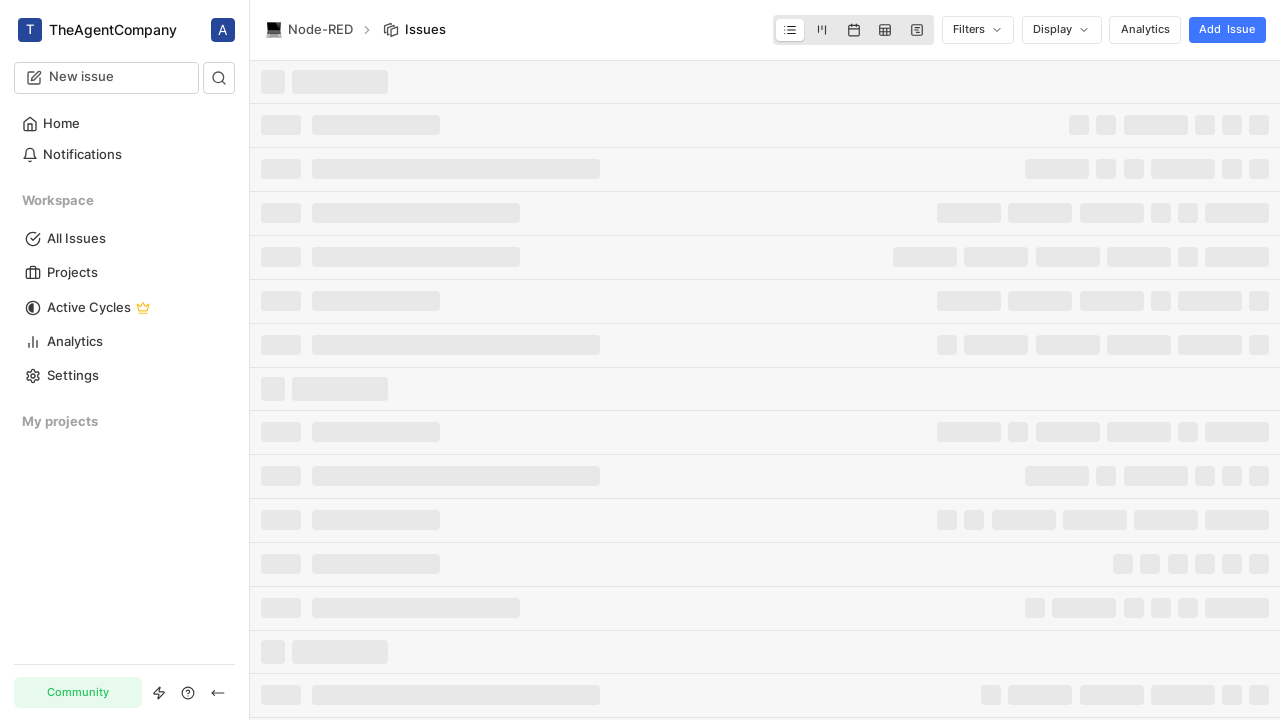 T TheAgentCompany A
New issue
Home
Notifications
Workspace
All Issues
Projects
Active Cycles
Analytics
Settings
My projects
Community
Node-RED Issues
Filters Display Analytics Add Issue